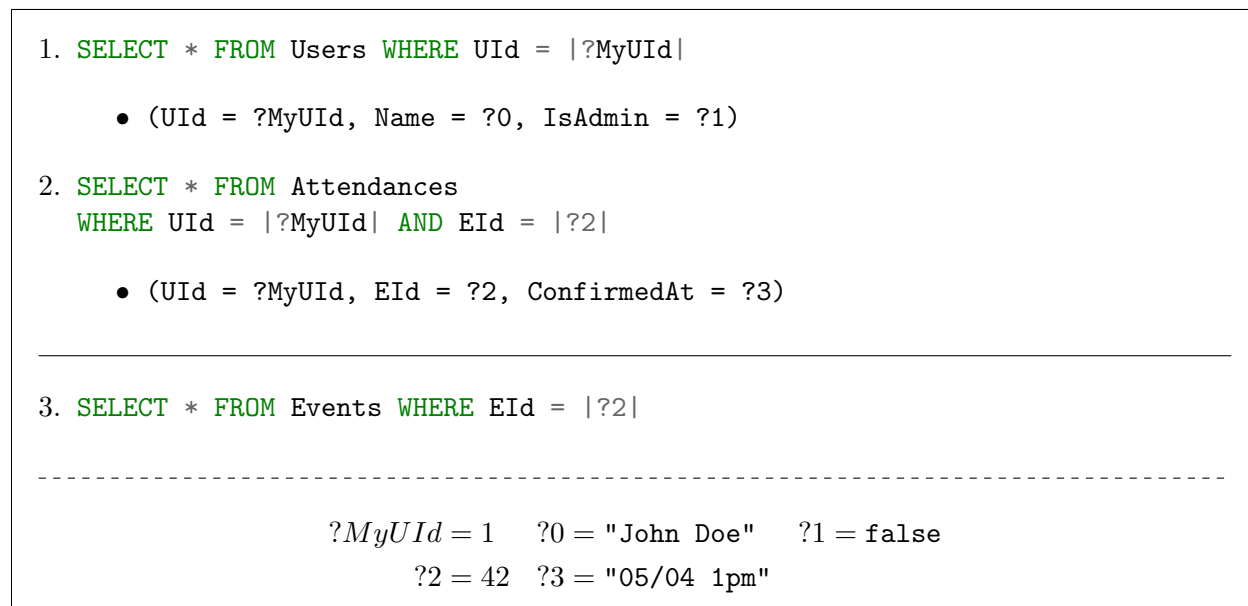 1. SELECT * FROM Users WHERE UId = |?MyUId|
• (UId = ?MyUId, Name = ?0, IsAdmin = ?1)
2. SELECT * FROM Attendances
WHERE UId = |?MyUId| AND EId = |?2|
• (UId = ?MyUId, EId = ?2, ConfirmedAt = ?3)
3. SELECT * FROM Events WHERE EId = |?2|
?MyUId = 1 ?0 = "John Doe" ?1 = false
?2 = 42 ?3 = "05/04 1pm"